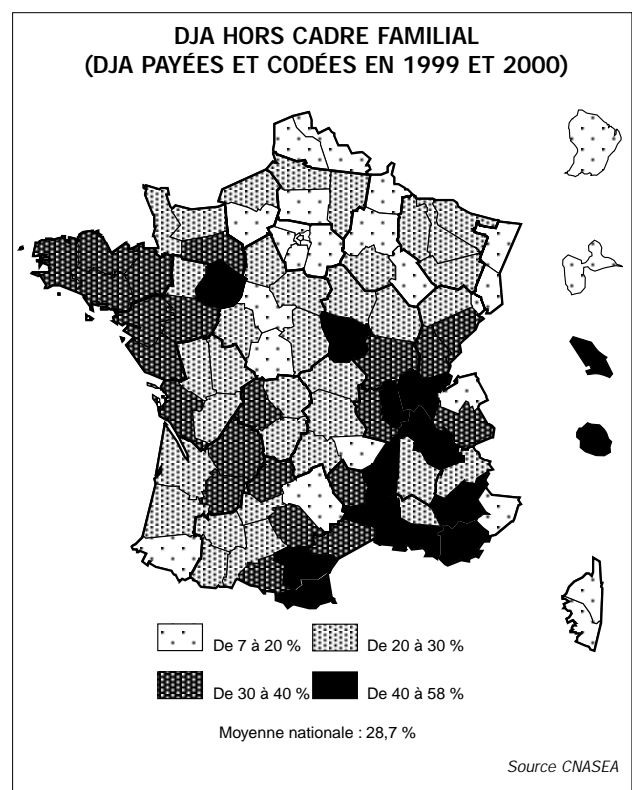 DJA HORS CADRE FAMILIAL
(DJA PAYÉES ET CODÉES EN 1999 ET 2000)
De 7 à 20 %
De 20 à 30 %
De 30 à 40 %
De 40 à 58 %
Moyenne nationale : 28,7 %
Source CNASEA